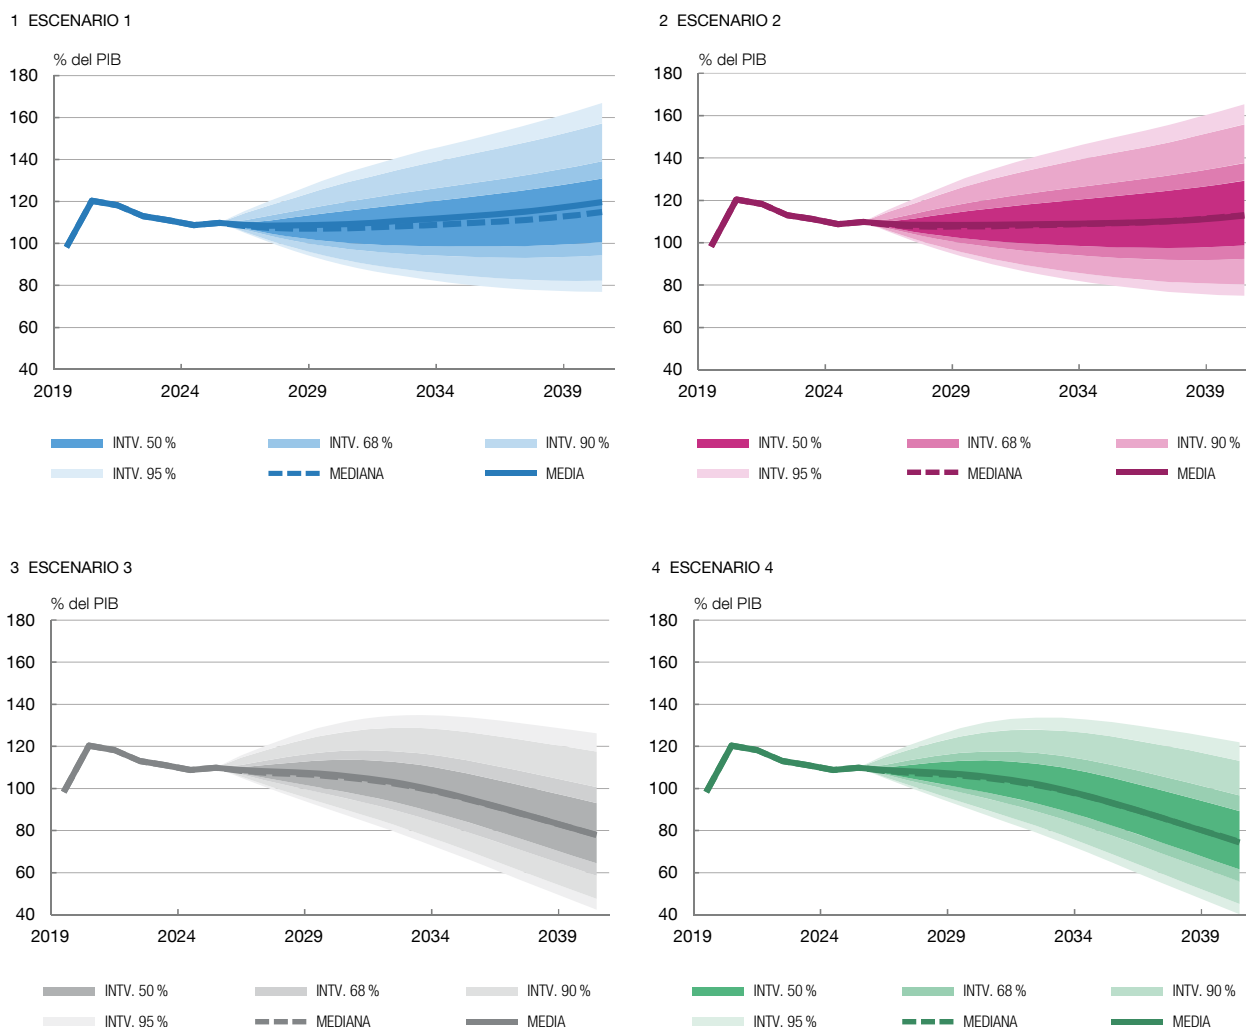 1 ESCENARIO 1
% del PIB
180
160
140
120
100
80
60
40
2019 2024 2029 2034 2039
INTV. 50 % INTV. 68 % INTV. 90 %
INTV. 95 % MEDIANA MEDIA
2 ESCENARIO 2
% del PIB
180
160
140
120
100
80
60
40
2019 2024 2029 2034 2039
INTV. 50 % INTV. 68 % INTV. 90 %
INTV. 95 % MEDIANA MEDIA
3 ESCENARIO 3
% del PIB
180
160
140
120
100
80
60
40
2019 2024 2029 2034 2039
INTV. 50 % INTV. 68 % INTV. 90 %
INTV. 95 % MEDIANA MEDIA
4 ESCENARIO 4
% del PIB
180
160
140
120
100
80
60
40
2019 2024 2029 2034 2039
INTV. 50 % INTV. 68 % INTV. 90 %
INTV. 95 % MEDIANA MEDIA